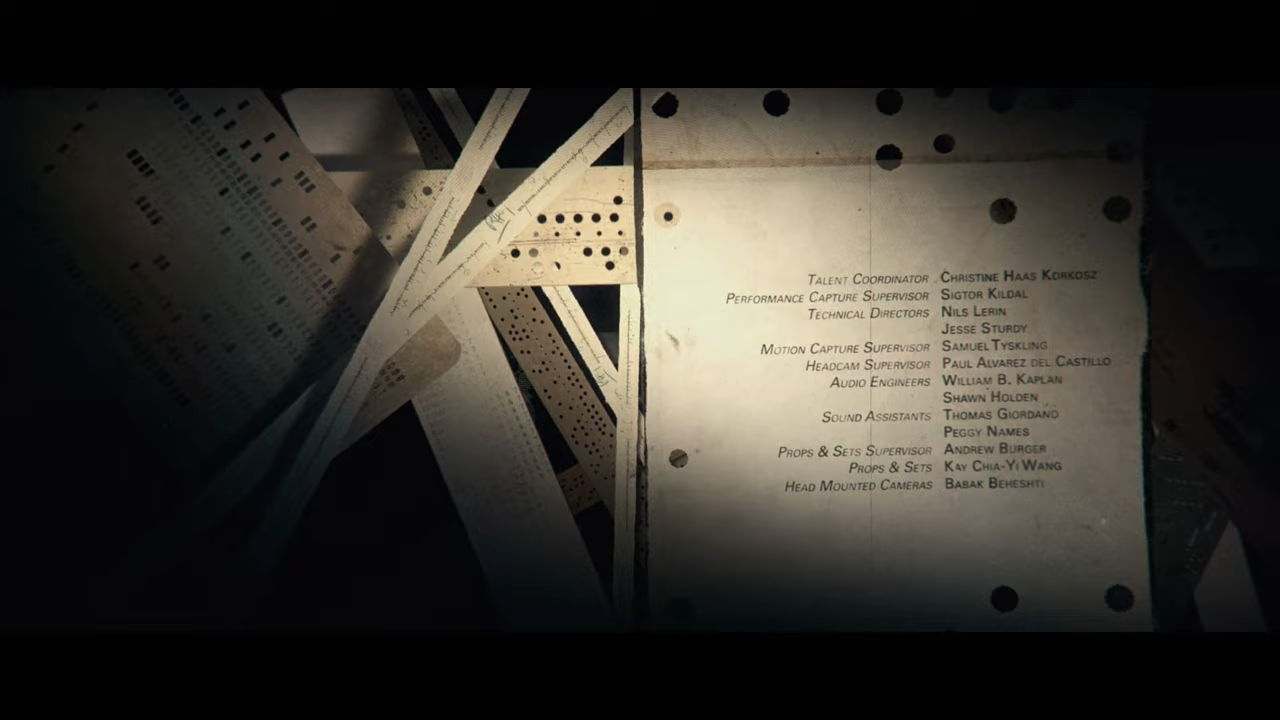 Talent Coordinator Christine Haas Korkosz
Performance Capture Supervisor Sigtor Kildal
Technical Directors Nils Lerin
Jesse Sturdy
Motion Capture Supervisor Samuel Tyskling
Headcam Supervisor Paul Alvarez del Castillo
Audio Engineers William B. Kaplan
Shawn Holden
Sound Assistants Thomas Giordano
Peggy Names
Props & Sets Supervisor Andrew Burger
Props & Sets Kay Chia-Yi Wang
Head Mounted Cameras Babak Beheshti